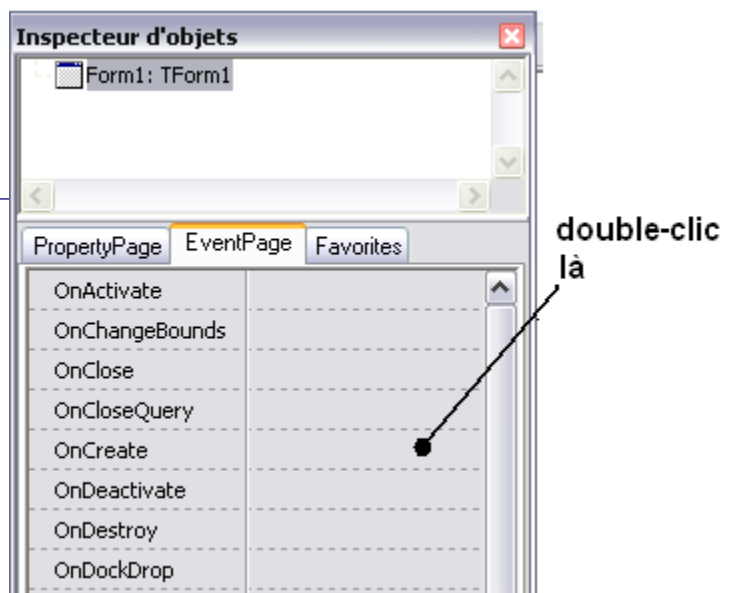 Inspecteur d'objets
Form1: TForm1
PropertyPage EventPage Favorites
double-clic
là
OnActivate
OnChangeBounds
OnClose
OnCloseQuery
OnCreate
OnDeactivate
OnDestroy
OnDockDrop